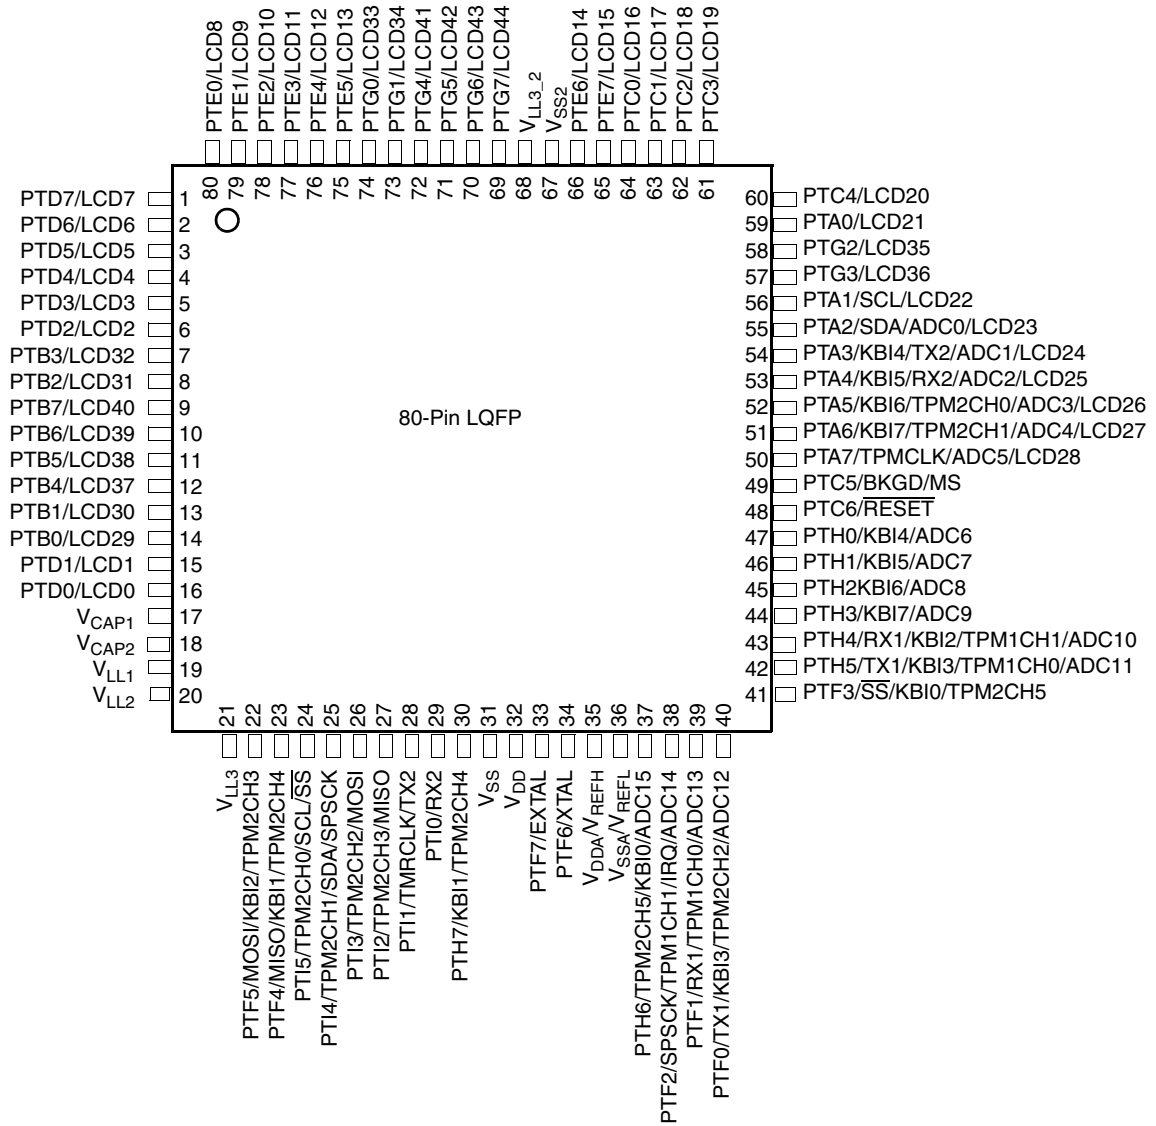 PTE0/LCD8
PTE1/LCD9
PTE2/LCD10
PTE3/LCD11
PTE4/LCD12
PTE5/LCD13
PTG0/LCD33
PTG1/LCD34
PTG4/LCD41
PTG5/LCD42
PTG6/LCD43
PTG7/LCD44
VLL3_2
VSS2
PTE6/LCD14
PTE7/LCD15
PTC0/LCD16
PTC1/LCD17
PTC2/LCD18
PTC3/LCD19
80 79 78 77 76 75 74 73 72 71 70 69 68 67 66 65 64 63 62 61
PTD7/LCD7 1
PTD6/LCD6 2
PTD5/LCD5 3
PTD4/LCD4 4
PTD3/LCD3 5
PTD2/LCD2 6
PTB3/LCD32 7
PTB2/LCD31 8
PTB7/LCD40 9
PTB6/LCD39 10
PTB5/LCD38 11
PTB4/LCD37 12
PTB1/LCD30 13
PTB0/LCD29 14
PTD1/LCD1 15
PTD0/LCD0 16
VCAP1 17
VCAP2 18
VLL1 19
VLL2 20
80-Pin LQFP
60 PTC4/LCD20
59 PTA0/LCD21
58 PTG2/LCD35
57 PTG3/LCD36
56 PTA1/SCL/LCD22
55 PTA2/SDA/ADC0/LCD23
54 PTA3/KBI4/TX2/ADC1/LCD24
53 PTA4/KBI5/RX2/ADC2/LCD25
52 PTA5/KBI6/TPM2CH0/ADC3/LCD26
51 PTA6/KBI7/TPM2CH1/ADC4/LCD27
50 PTA7/TPMCLK/ADC5/LCD28
49 PTC5/BKGD/MS
48 PTC6/RESET
47 PTH0/KBI4/ADC6
46 PTH1/KBI5/ADC7
45 PTH2KBI6/ADC8
44 PTH3/KBI7/ADC9
43 PTH4/RX1/KBI2/TPM1CH1/ADC10
42 PTH5/TX1/KBI3/TPM1CH0/ADC11
41 PTF3/SS/KBI0/TPM2CH5
21 22 23 24 25 26 27 28 29 30 31 32 33 34 35 36 37 38 39 40
VLL3
PTF5/MOSI/KBI2/TPM2CH3
PTF4/MISO/KBI1/TPM2CH4
PTI5/TPM2CH0/SCL/SS
PTI4/TPM2CH1/SDA/SPSCK
PTI3/TPM2CH2/MOSI
PTI2/TPM2CH3/MISO
PTI1/TMRCLK/TX2
PTI0/RX2
PTH7/KBI1/TPM2CH4
VSS
VDD
PTF7/EXTAL
PTF6/XTAL
VDDA/VREFH
VSSA/VREFL
PTH6/TPM2CH5/KBI0/ADC15
PTF2/SPSCK/TPM1CH1/IRQ/ADC14
PTF1/RX1/TPM1CH0/ADC13
PTF0/TX1/KBI3/TPM2CH2/ADC12